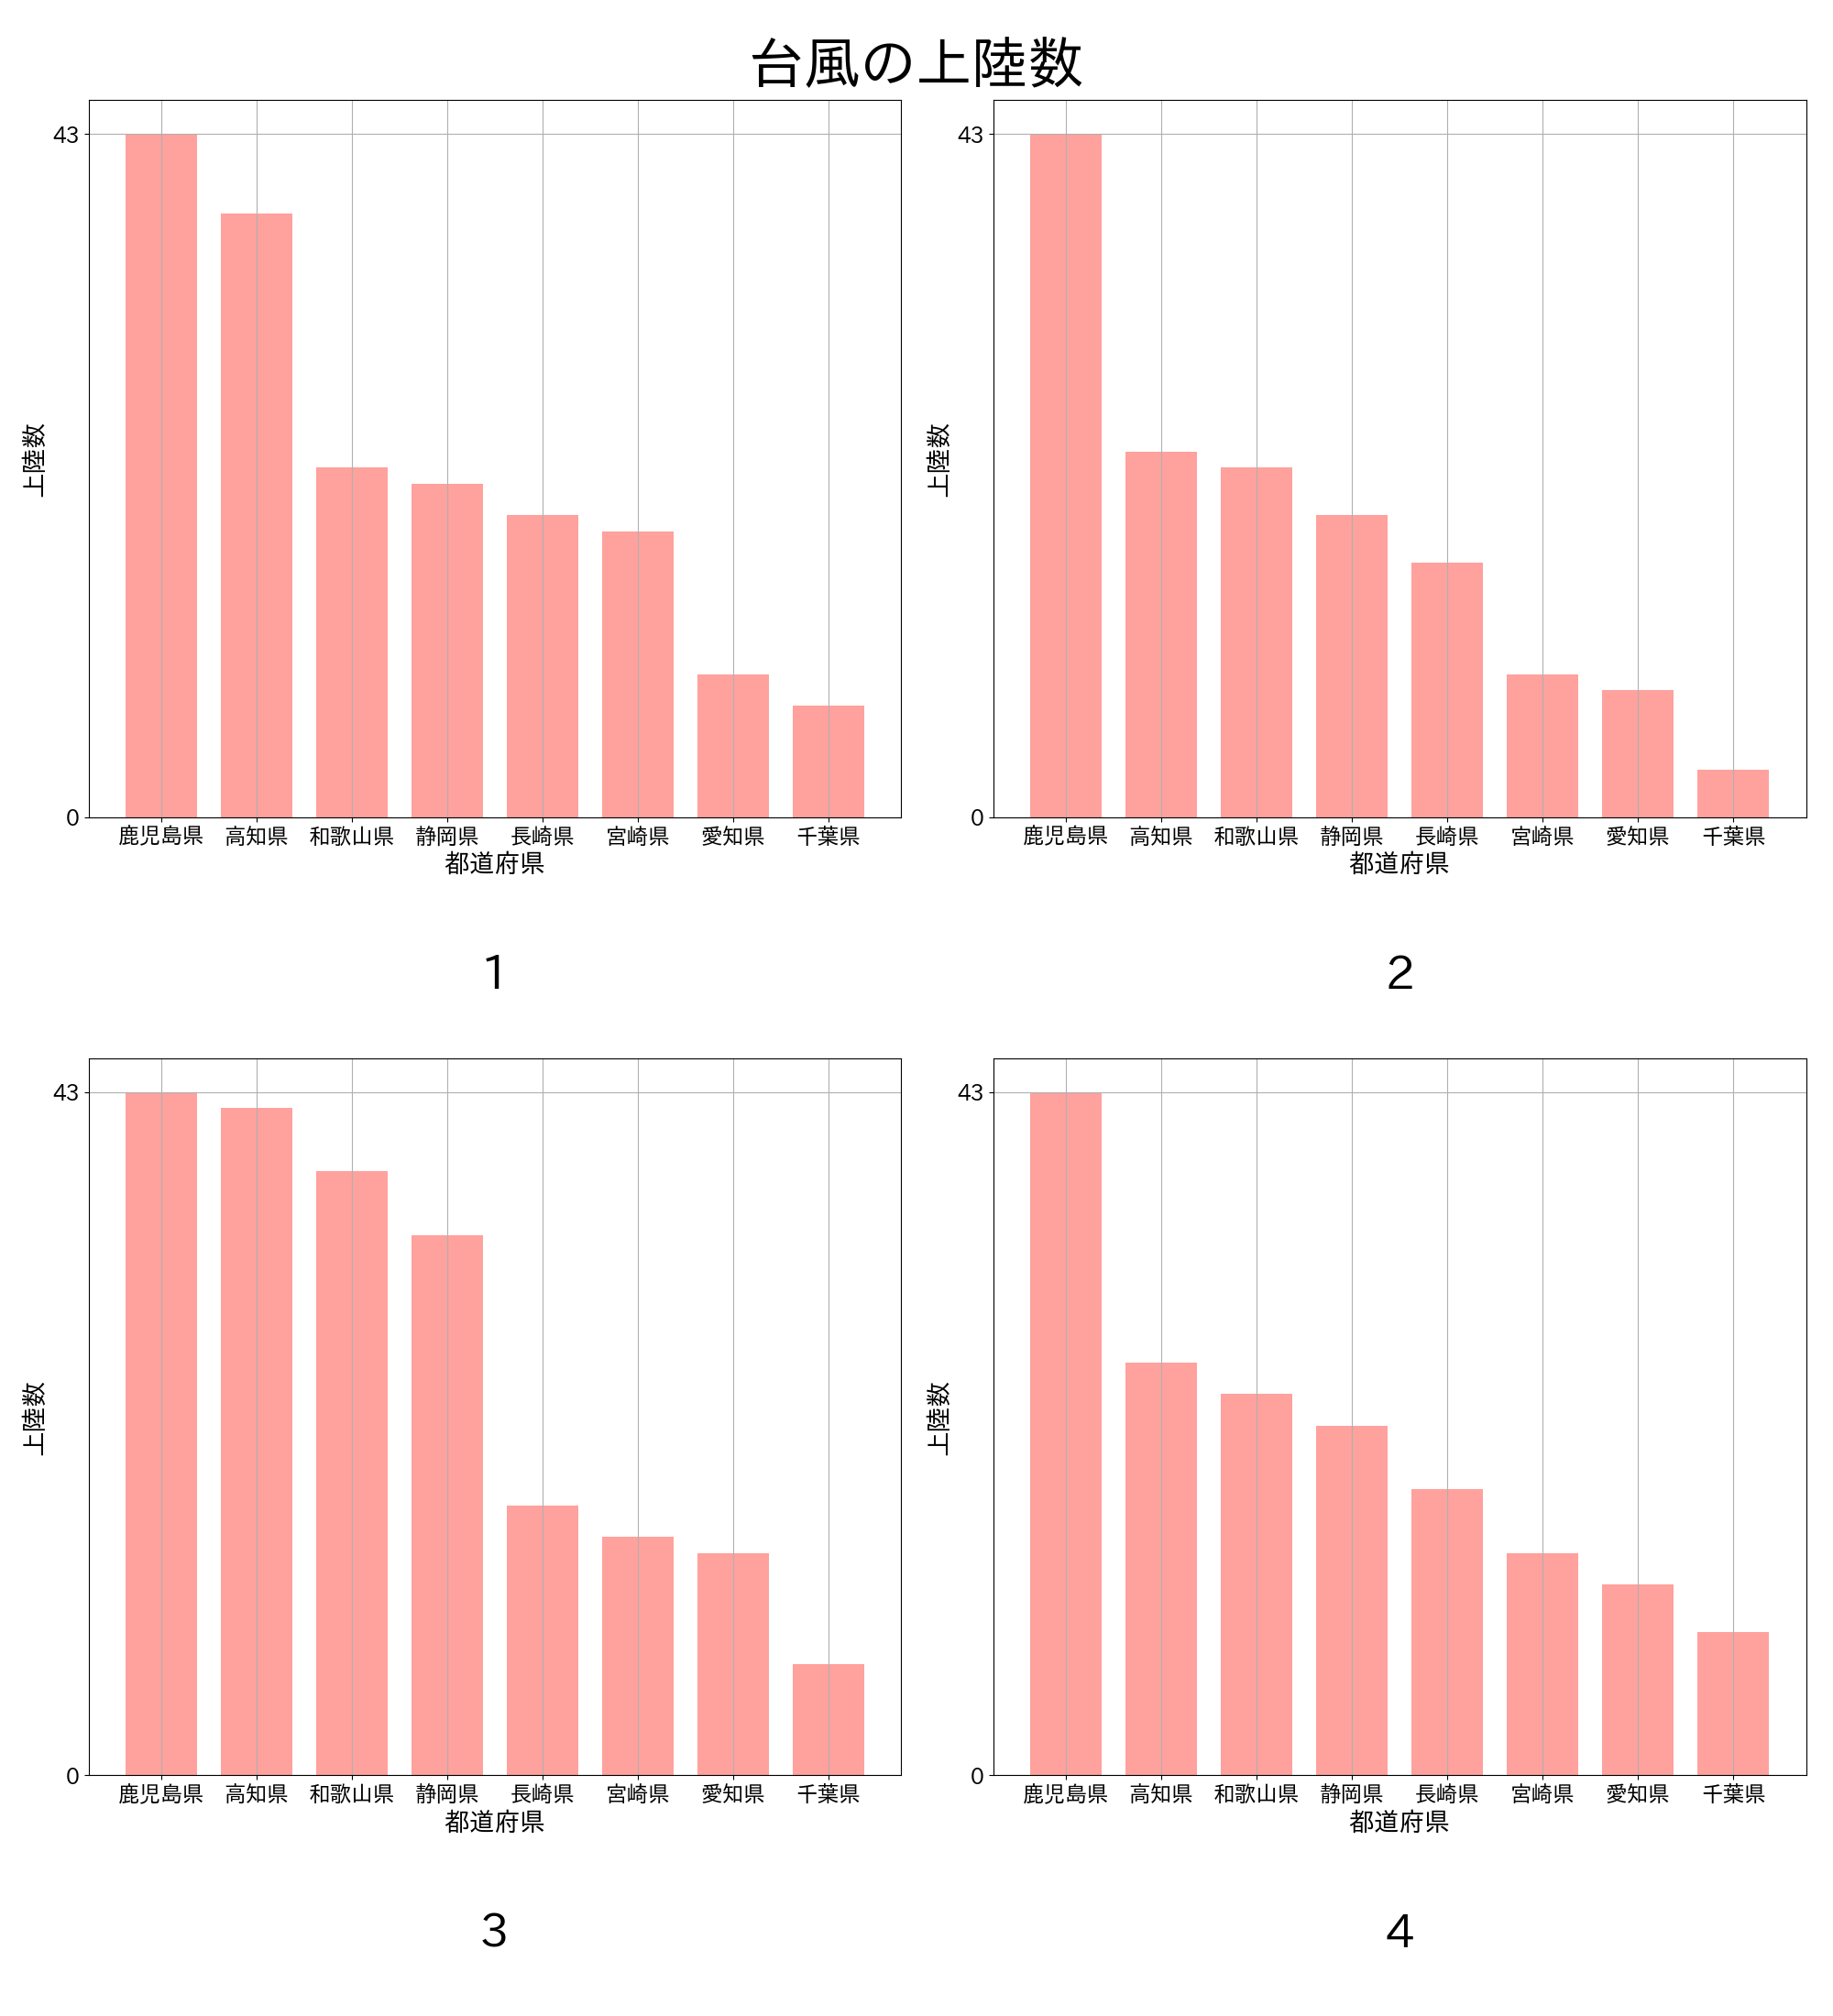 台風の上陸数
43
0
上陸数
鹿児島県 高知県 和歌山県 静岡県 長崎県 宮崎県 愛知県 千葉県
都道府県
1
43
0
上陸数
鹿児島県 高知県 和歌山県 静岡県 長崎県 宮崎県 愛知県 千葉県
都道府県
2
43
0
上陸数
鹿児島県 高知県 和歌山県 静岡県 長崎県 宮崎県 愛知県 千葉県
都道府県
3
43
0
上陸数
鹿児島県 高知県 和歌山県 静岡県 長崎県 宮崎県 愛知県 千葉県
都道府県
4